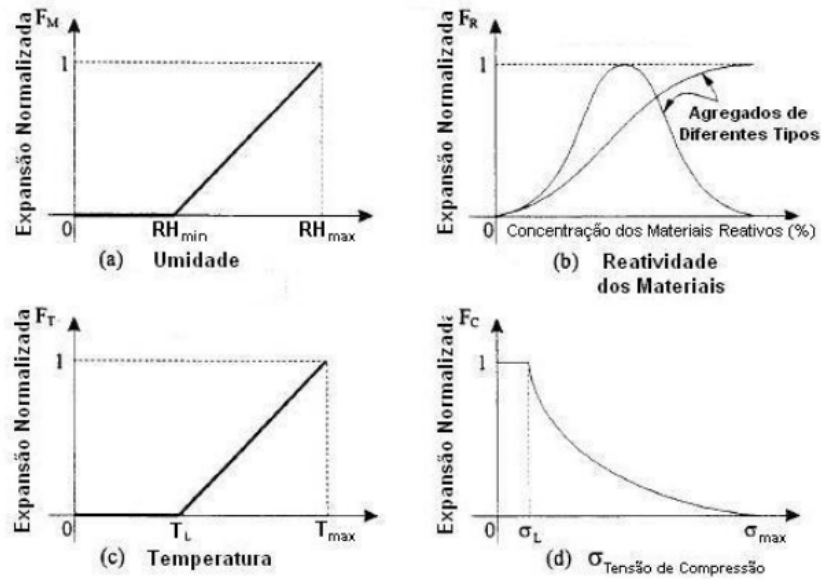 F_M
Expansão Normalizada
1
0
RH_min
RH_max
(a) Umidade
F_R
Expansão Normalizada
1
Agregados de
Diferentes Tipos
0
Concentração dos Materiais Reativos (%)
(b) Reatividade
dos Materiais
F_T
Expansão Normalizada
1
0
T_L
T_max
(c) Temperatura
F_C
Expansão Normalizada
1
0
σ_L
σ_max
(d) σ_Tensão de Compressão